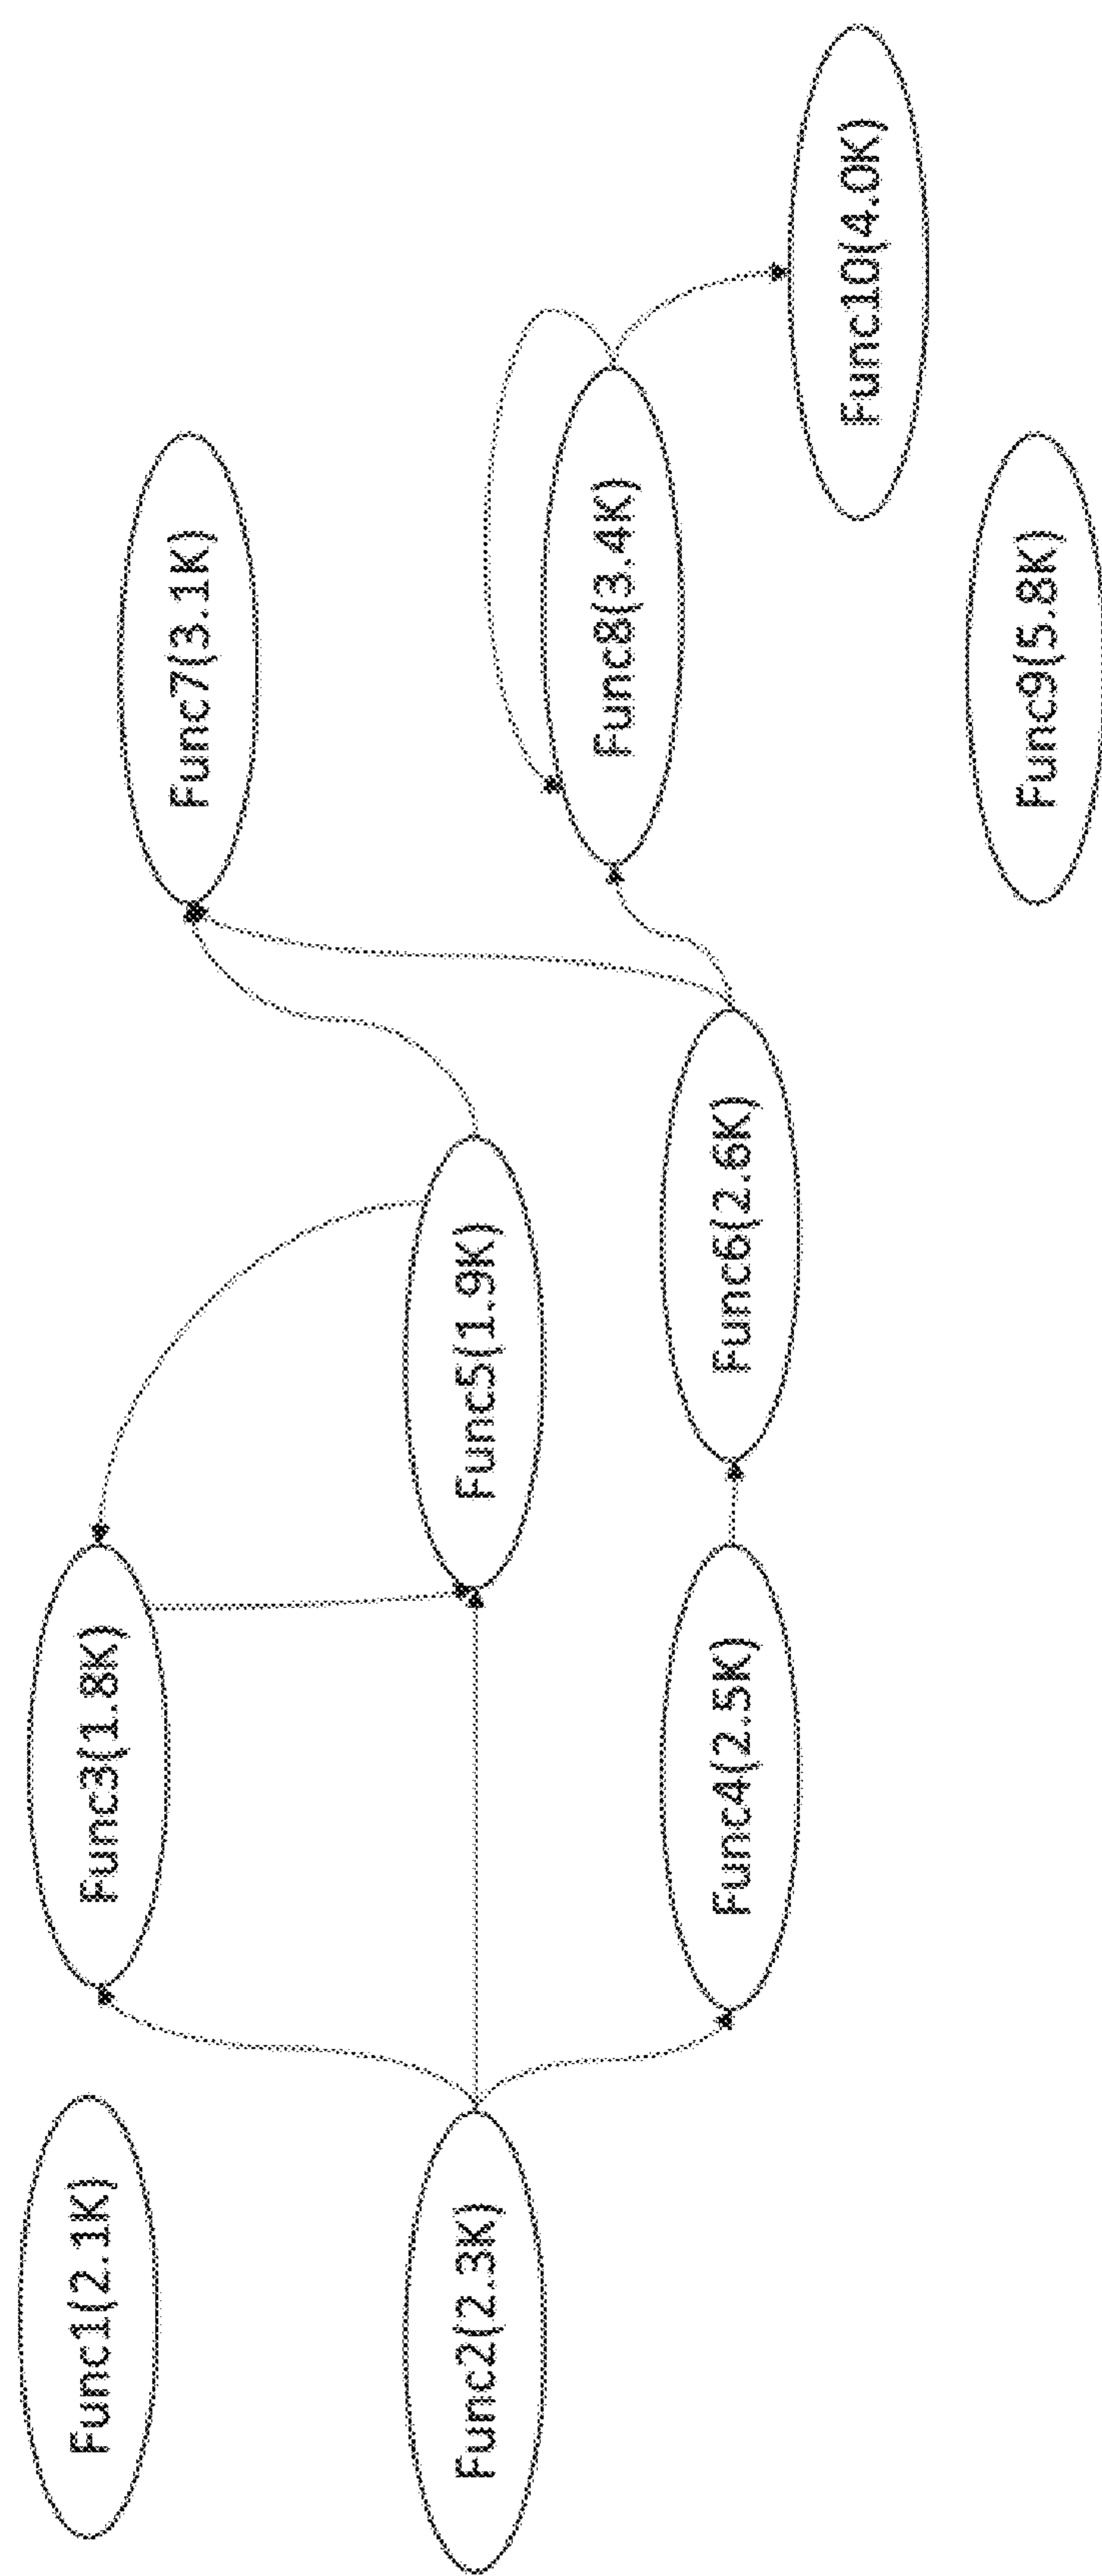 Func1(2.1K)
Func2(2.3K)
Func3(1.8K)
Func4(2.5K)
Func5(1.9K)
Func6(2.6K)
Func7(3.1K)
Func8(3.4K)
Func9(5.8K)
Func10(4.0K)